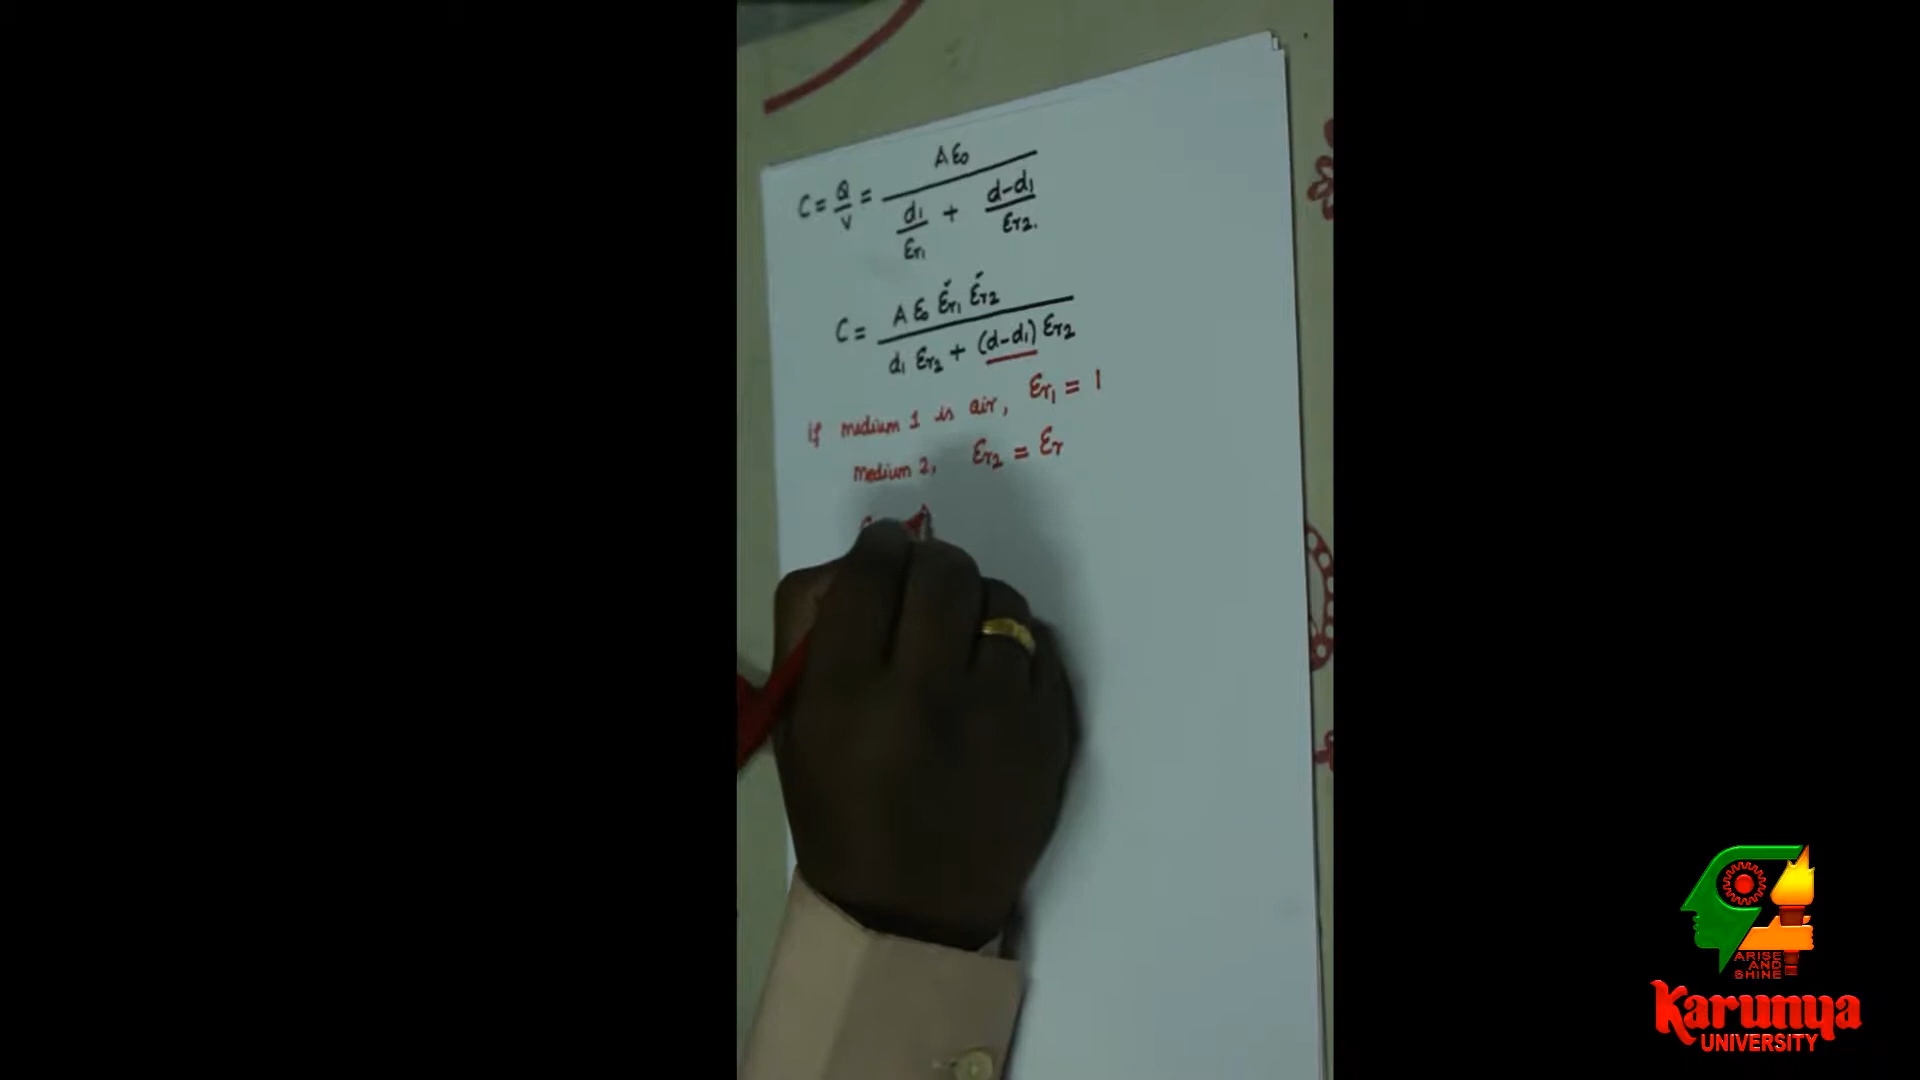 C = Q/V = Aε₀ / (d₁/εr₁ + (d-d₁)/εr₂.)
C = A ε₀ εr₁ εr₂ / (d₁ εr₂ + (d-d₁) εr₂)
If medium 1 is air, εr₁ = 1
medium 2, εr₂ = εr
ARISE
AND
SHINE
Karunya
UNIVERSITY